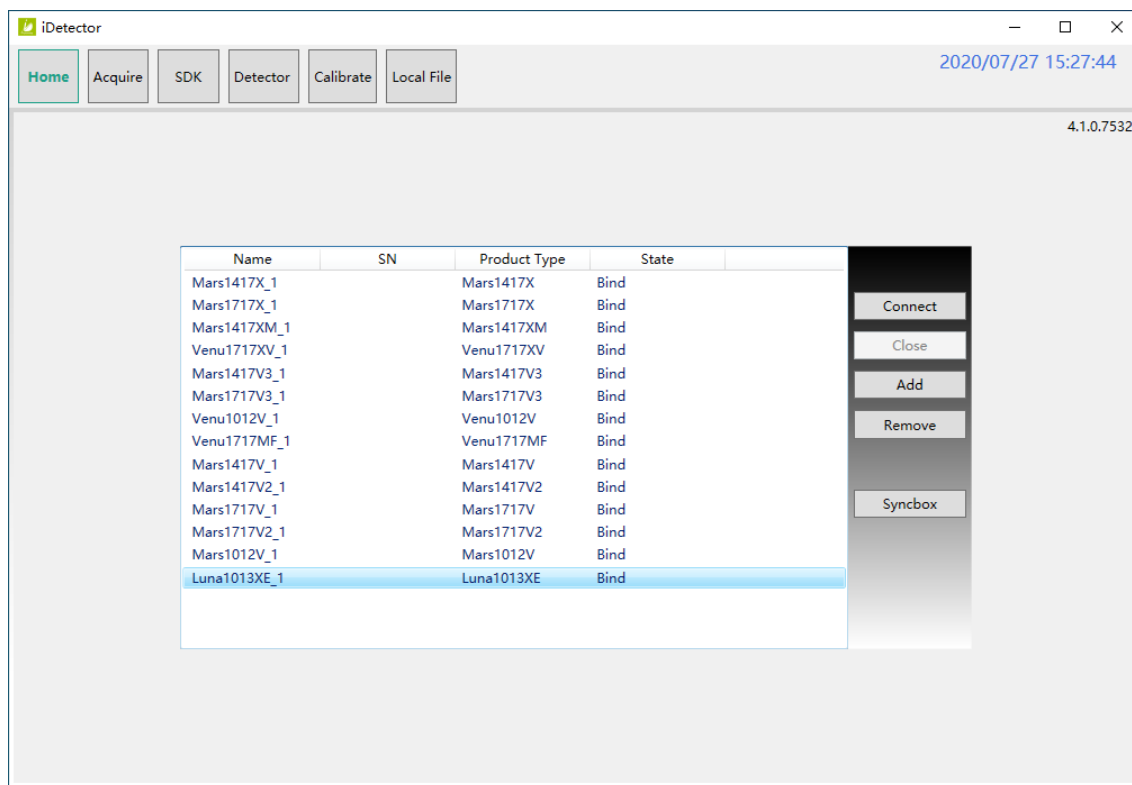 iDetector
Home Acquire SDK Detector Calibrate Local File 2020/07/27 15:27:44
4.1.0.7532
Name SN Product Type State
Mars1417X_1 Mars1417X Bind
Mars1717X_1 Mars1717X Bind
Mars1417XM_1 Mars1417XM Bind
Venu1717XV_1 Venu1717XV Bind
Mars1417V3_1 Mars1417V3 Bind
Mars1717V3_1 Mars1717V3 Bind
Venu1012V_1 Venu1012V Bind
Venu1717MF_1 Venu1717MF Bind
Mars1417V_1 Mars1417V Bind
Mars1417V2_1 Mars1417V2 Bind
Mars1717V_1 Mars1717V Bind
Mars1717V2_1 Mars1717V2 Bind
Mars1012V_1 Mars1012V Bind
Luna1013XE_1 Luna1013XE Bind
Connect
Close
Add
Remove
Syncbox